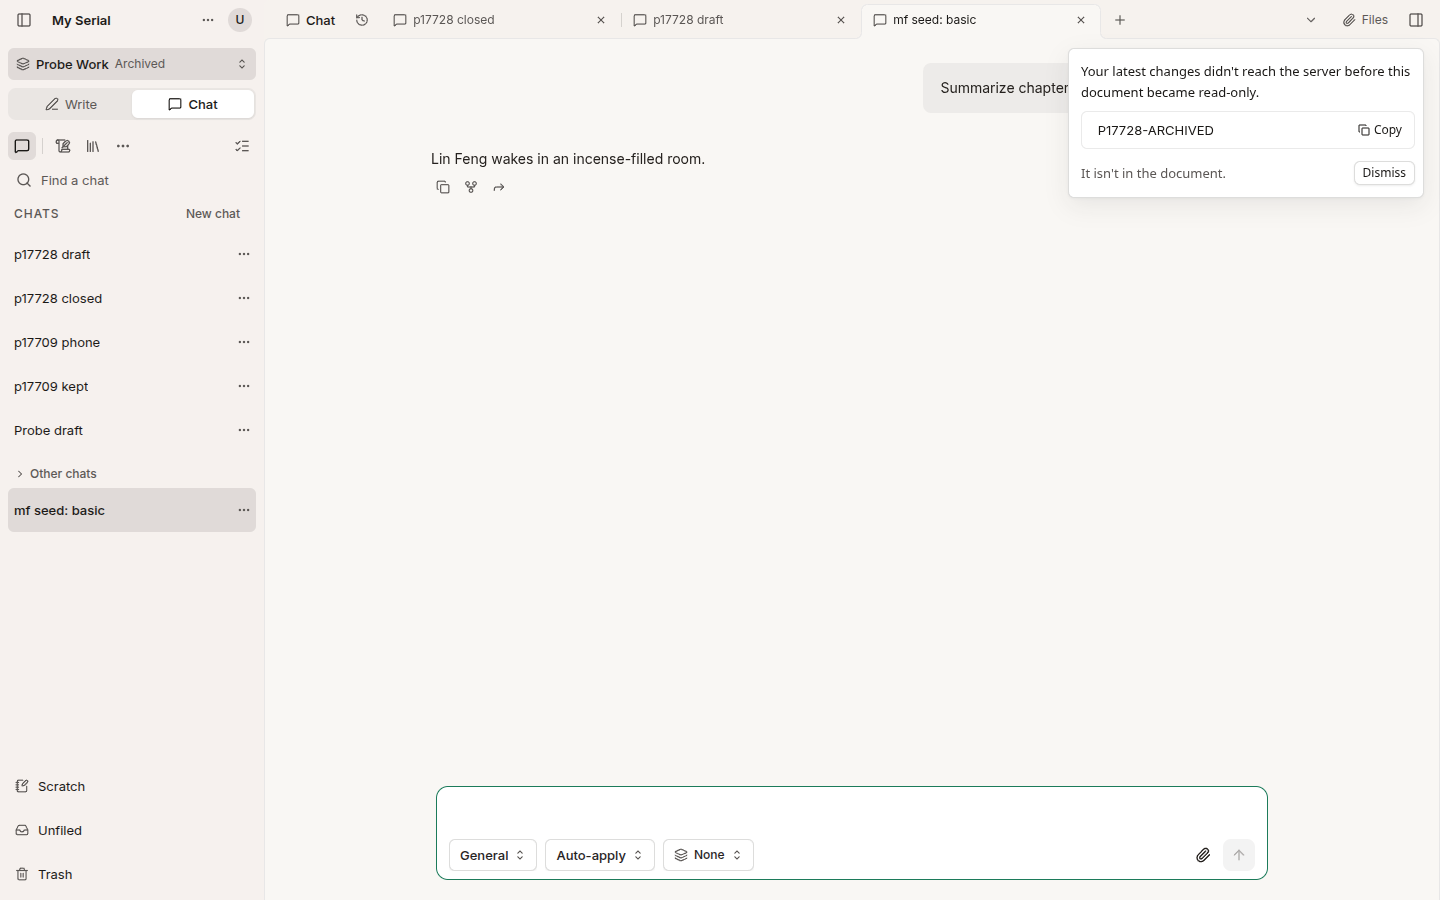 My Serial
U
Probe Work Archived
Write
Chat
Find a chat
CHATS
New chat
p17728 draft
p17728 closed
p17709 phone
p17709 kept
Probe draft
Other chats
mf seed: basic
Scratch
Unfiled
Trash
Chat
p17728 closed
p17728 draft
mf seed: basic
Files
Summarize chapter
Your latest changes didn't reach the server before this
document became read-only.
P17728-ARCHIVED
Copy
It isn't in the document.
Dismiss
Lin Feng wakes in an incense-filled room.
General
Auto-apply
None